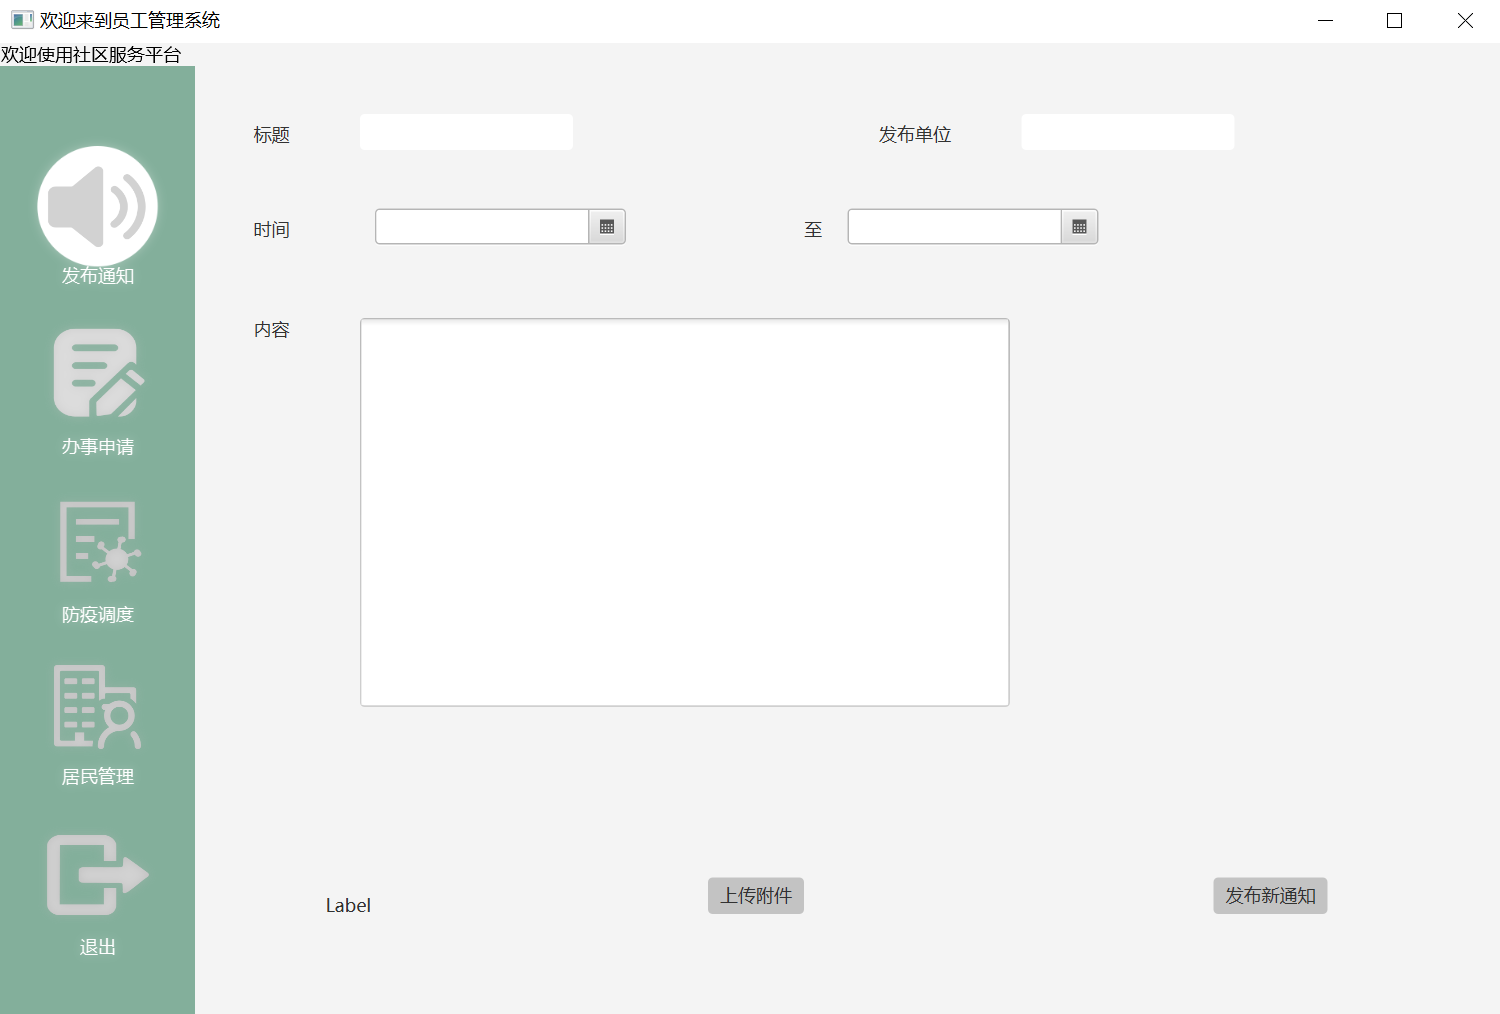 欢迎来到员工管理系统
欢迎使用社区服务平台
发布通知
办事申请
防疫调度
居民管理
退出
标题
发布单位
时间
至
内容
Label
上传附件
发布新通知